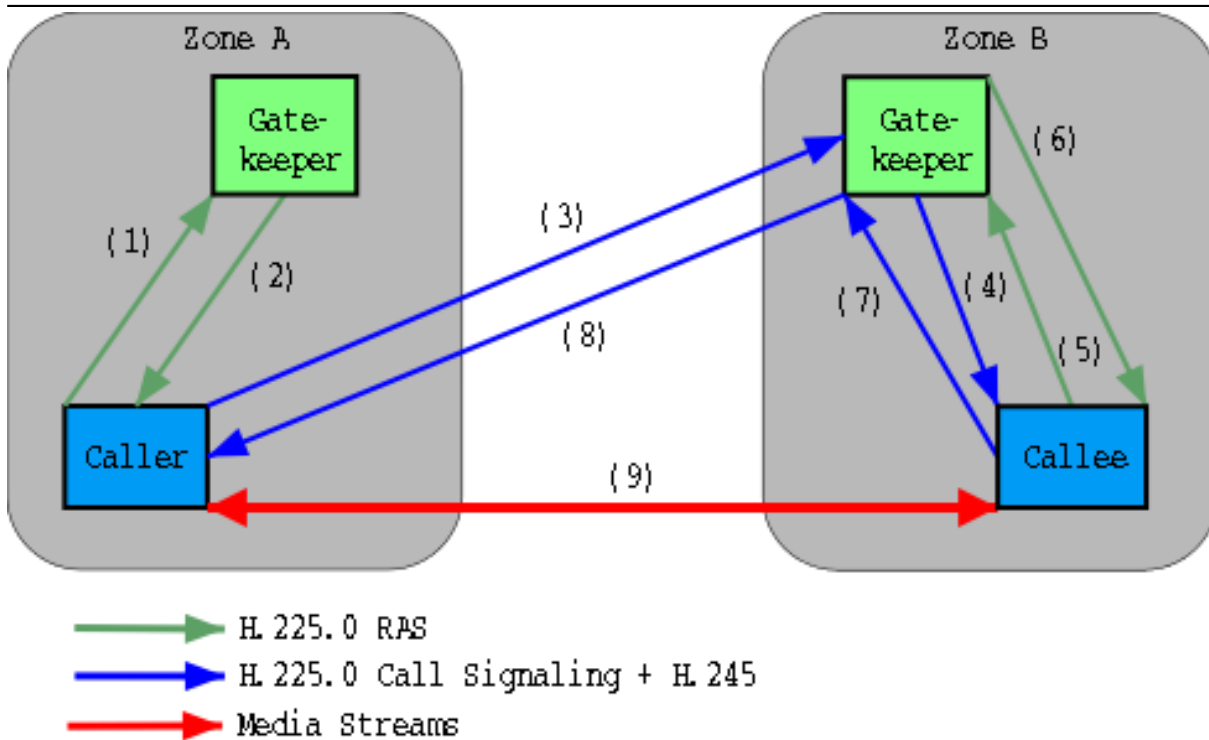 Zone A
Zone B
Gate-
keeper
Gate-
keeper
(6)
(1)
(2)
(3)
(8)
(7)
(4)
(5)
Caller
Callee
(9)
H.225.0 RAS
H.225.0 Call Signaling + H.245
Media Streams